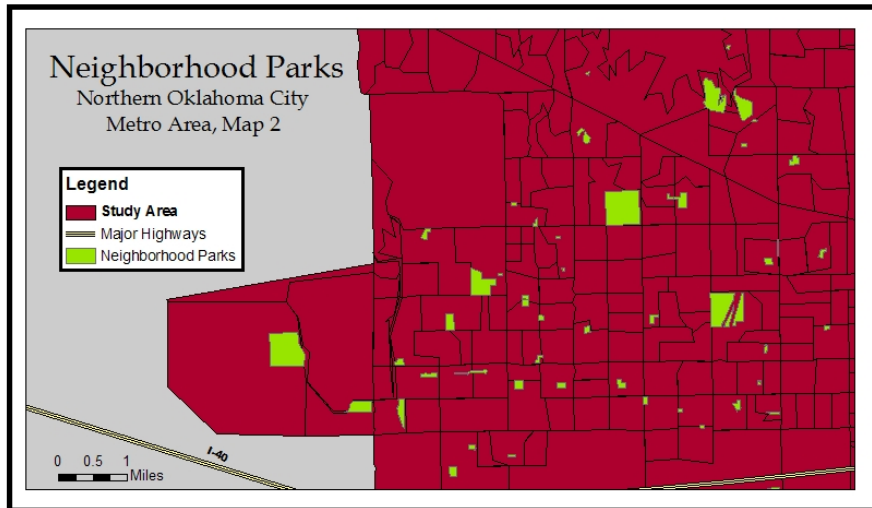 Neighborhood Parks
Northern Oklahoma City
Metro Area, Map 2
Legend
Study Area
Major Highways
Neighborhood Parks
I-40
0 0.5 1
Miles